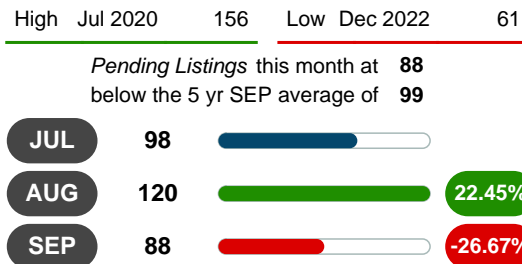 High Jul 2020 156 Low Dec 2022 61
Pending Listings this month at 88
below the 5 yr SEP average of 99
JUL 98
AUG 120 22.45%
SEP 88 -26.67%